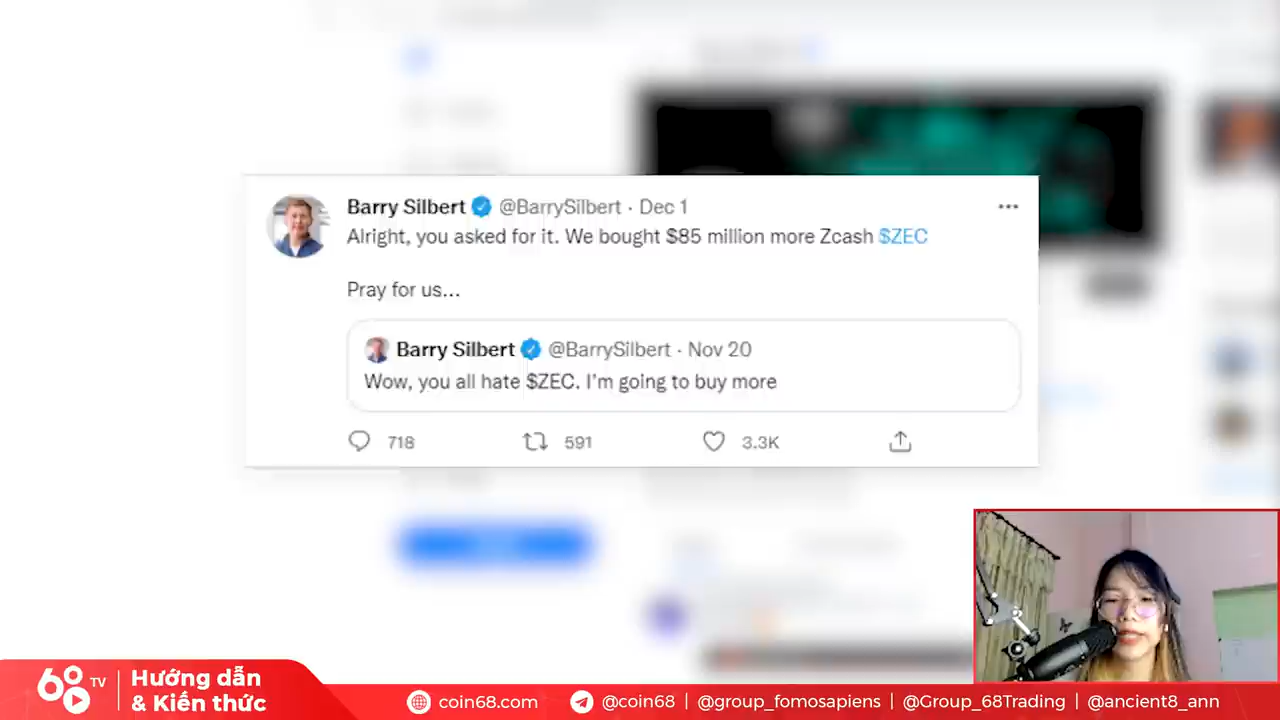 Barry Silbert @BarrySilbert · Dec 1
Alright, you asked for it. We bought $85 million more Zcash $ZEC
Pray for us...
Barry Silbert @BarrySilbert · Nov 20
Wow, you all hate $ZEC. I'm going to buy more
718 591 3.3K
68 TV
Hướng dẫn
& Kiến thức
coin68.com @coin68 | @group_fomosapiens | @Group_68Trading | @ancient8_ann